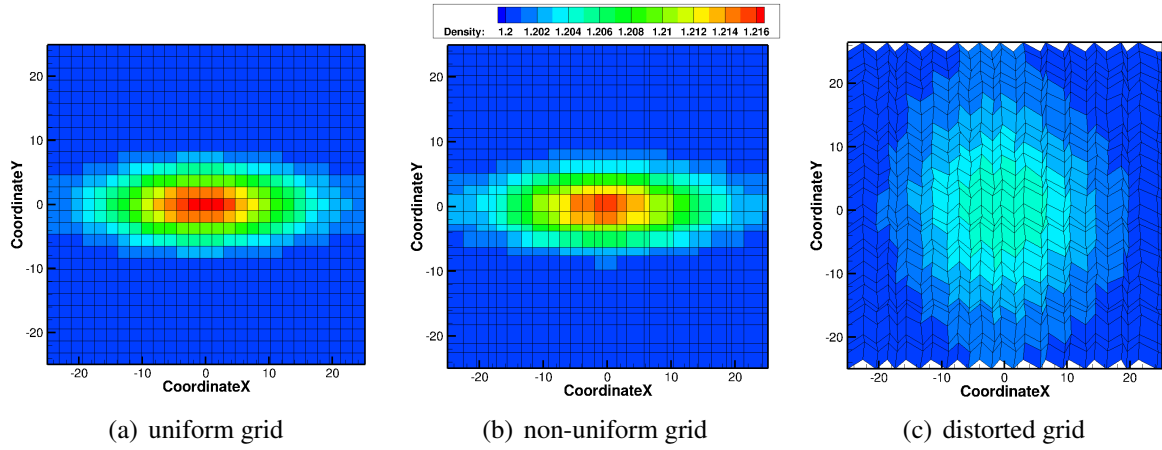 Density: 1.2 1.202 1.204 1.206 1.208 1.21 1.212 1.214 1.216
20
10
0
-10
-20
CoordinateY
-20 -10 0 10 20
CoordinateX
20
10
0
-10
-20
CoordinateY
-20 -10 0 10 20
CoordinateX
20
10
0
-10
-20
CoordinateY
-20 -10 0 10 20
CoordinateX
(a) uniform grid
(b) non-uniform grid
(c) distorted grid